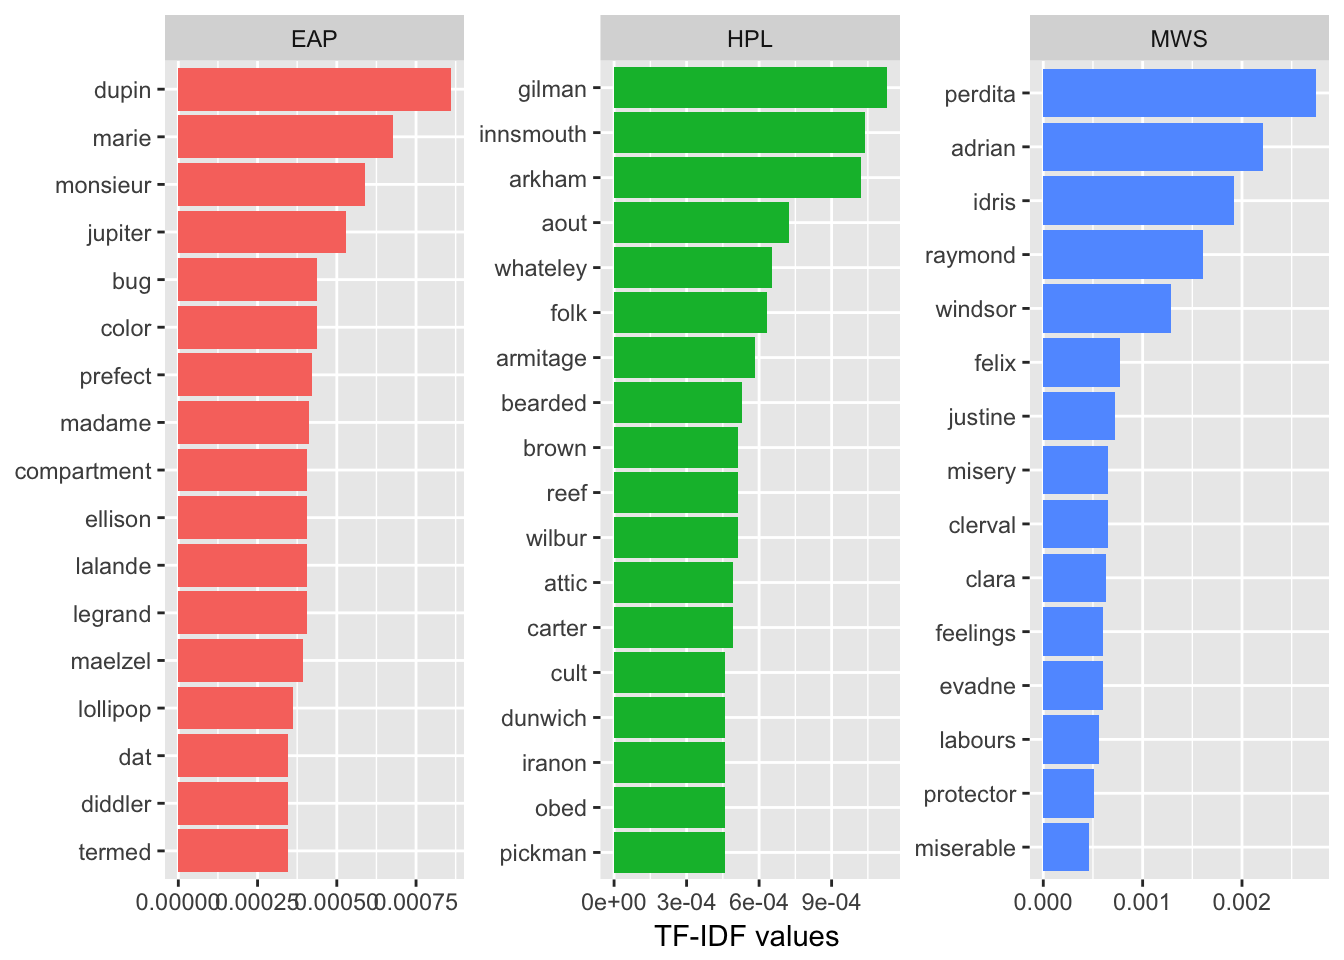 EAP
dupin
marie
monsieur
jupiter
bug
color
prefect
madame
compartment
ellison
lalande
legrand
maelzel
lollipop
dat
diddler
termed
0.00000 0.00025 0.00050 0.00075
HPL
gilman
innsmouth
arkham
aout
whateley
folk
armitage
bearded
brown
reef
wilbur
attic
carter
cult
dunwich
iranon
obed
pickman
0e+00 3e-04 6e-04 9e-04
MWS
perdita
adrian
idris
raymond
windsor
felix
justine
misery
clerval
clara
feelings
evadne
labours
protector
miserable
0.000 0.001 0.002
TF-IDF values